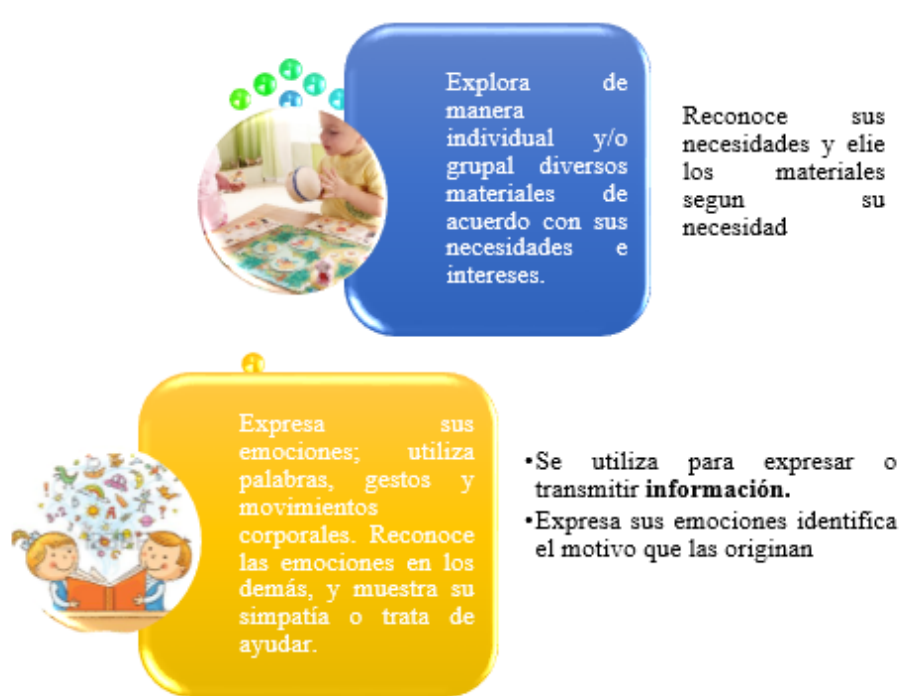 Explora de
manera
individual y/o
grupal diversos
materiales de
acuerdo con sus
necesidades e
intereses.
Reconoce sus
necesidades y elie
los materiales
segun su
necesidad
Expresa sus
emociones; utiliza
palabras, gestos y
movimientos
corporales. Reconoce
las emociones en los
demás, y muestra su
simpatía o trata de
ayudar.
•Se utiliza para expresar o
transmitir información.
•Expresa sus emociones identifica
el motivo que las originan